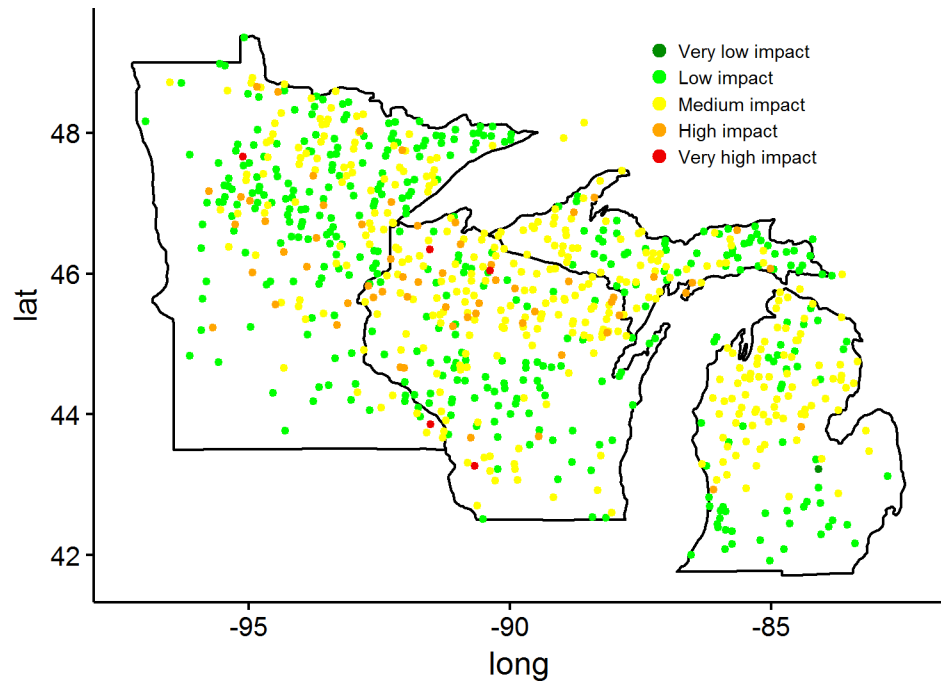 Very low impact
Low impact
Medium impact
High impact
Very high impact
48
46
44
42
lat
-95
-90
-85
long